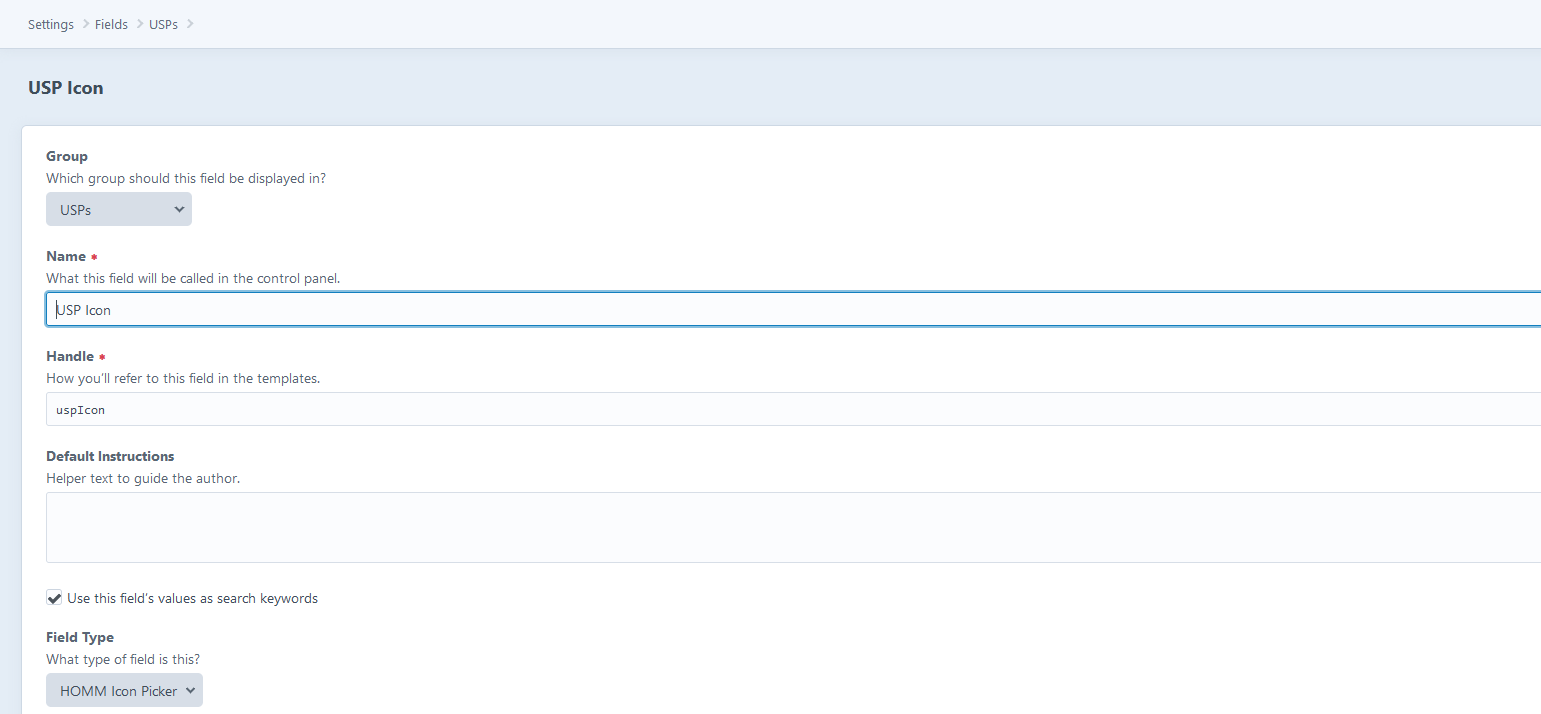 Settings > Fields > USPs >
USP Icon
Group
Which group should this field be displayed in?
USPs
Name *
What this field will be called in the control panel.
USP Icon
Handle *
How you'll refer to this field in the templates.
uspIcon
Default Instructions
Helper text to guide the author.
Use this field's values as search keywords
Field Type
What type of field is this?
HOMM Icon Picker